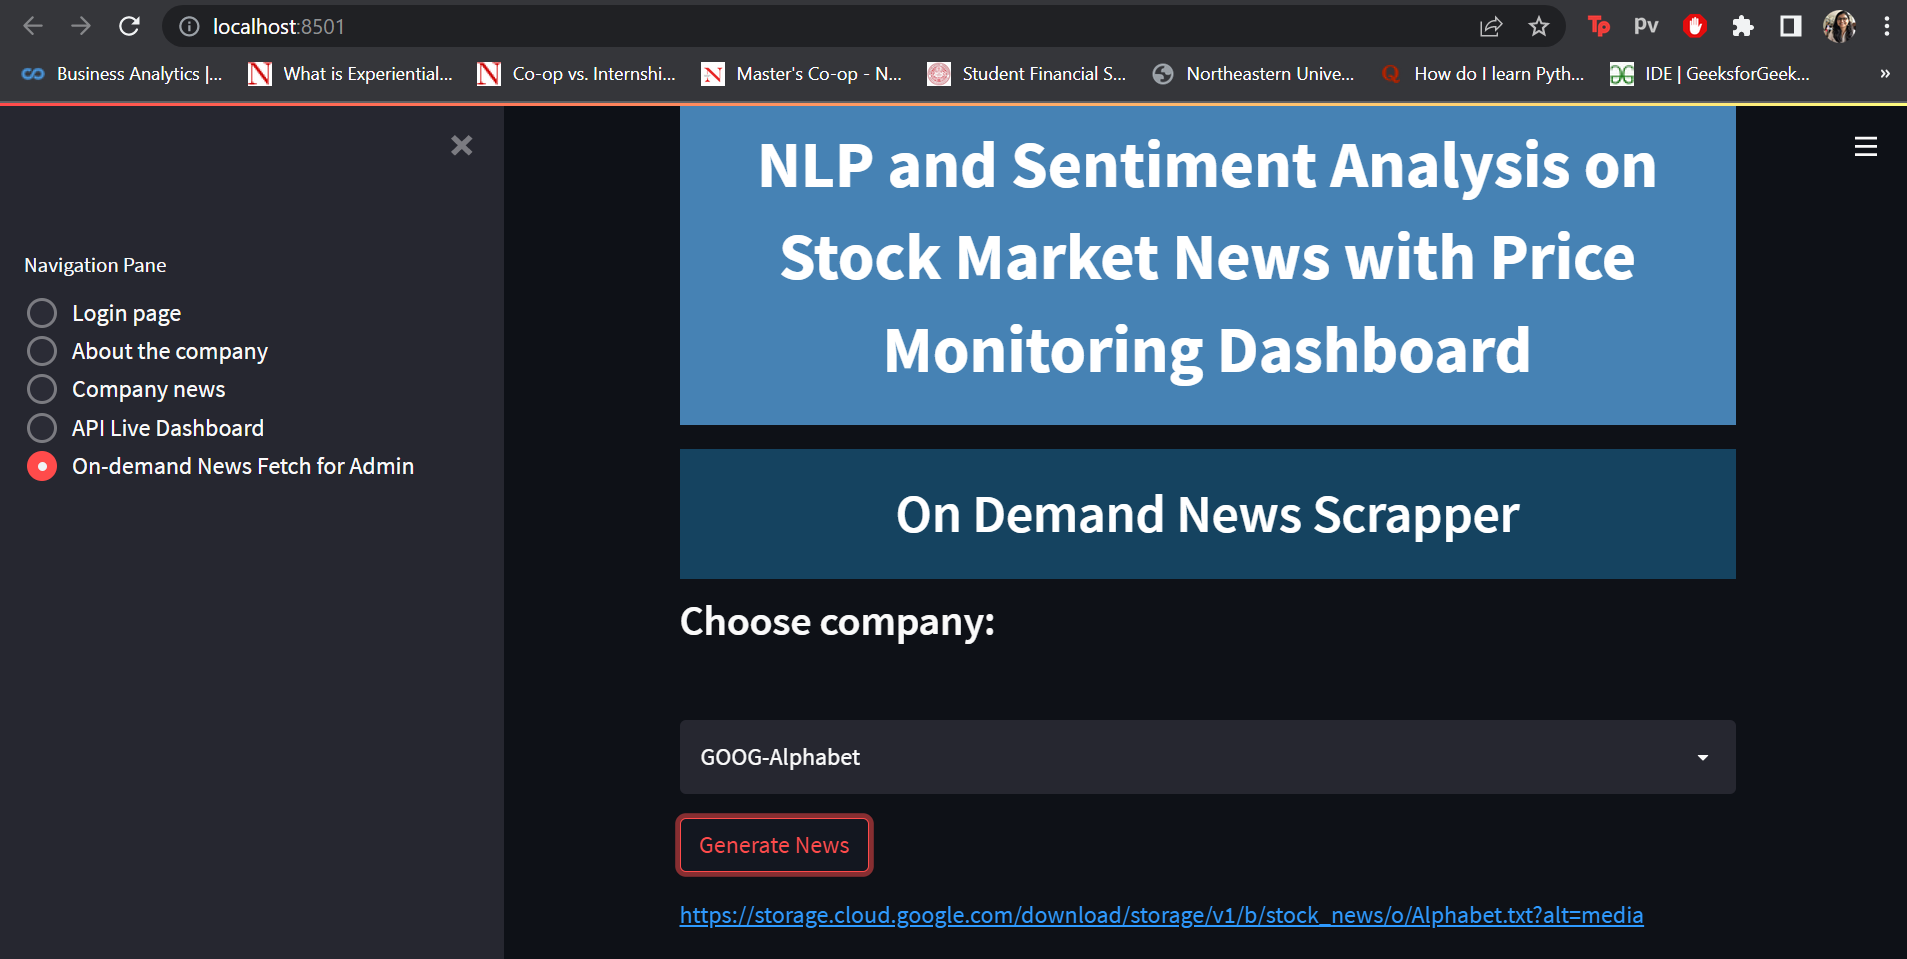 localhost:8501
Tp
pv
Business Analytics |...
What is Experiential...
Co-op vs. Internshi...
Master's Co-op - N...
Student Financial S...
Northeastern Unive...
How do I learn Pyth...
IDE | GeeksforGeek...
»
Navigation Pane
Login page
About the company
Company news
API Live Dashboard
On-demand News Fetch for Admin
NLP and Sentiment Analysis on
Stock Market News with Price
Monitoring Dashboard
On Demand News Scrapper
Choose company:
GOOG-Alphabet
Generate News
https://storage.cloud.google.com/download/storage/v1/b/stock_news/o/Alphabet.txt?alt=media